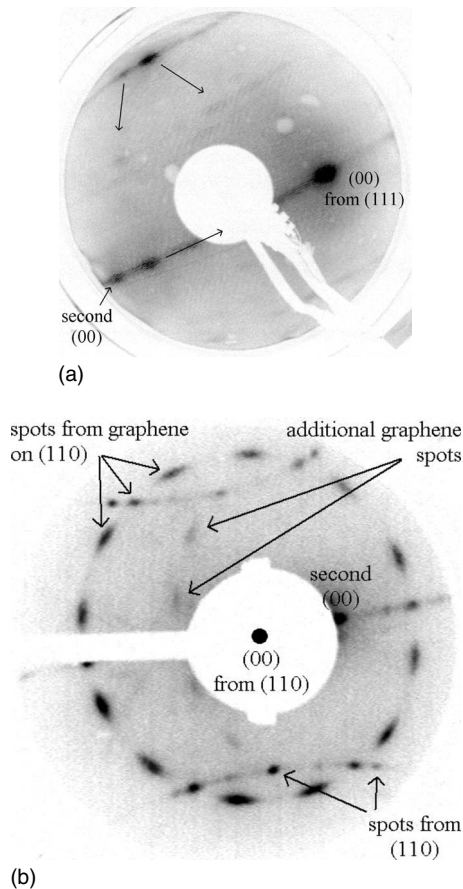 (00)
from (111)
second
(00)
(a)
spots from graphene
on (110)
additional graphene
spots
second
(00)
(00)
from (110)
spots from
(110)
(b)